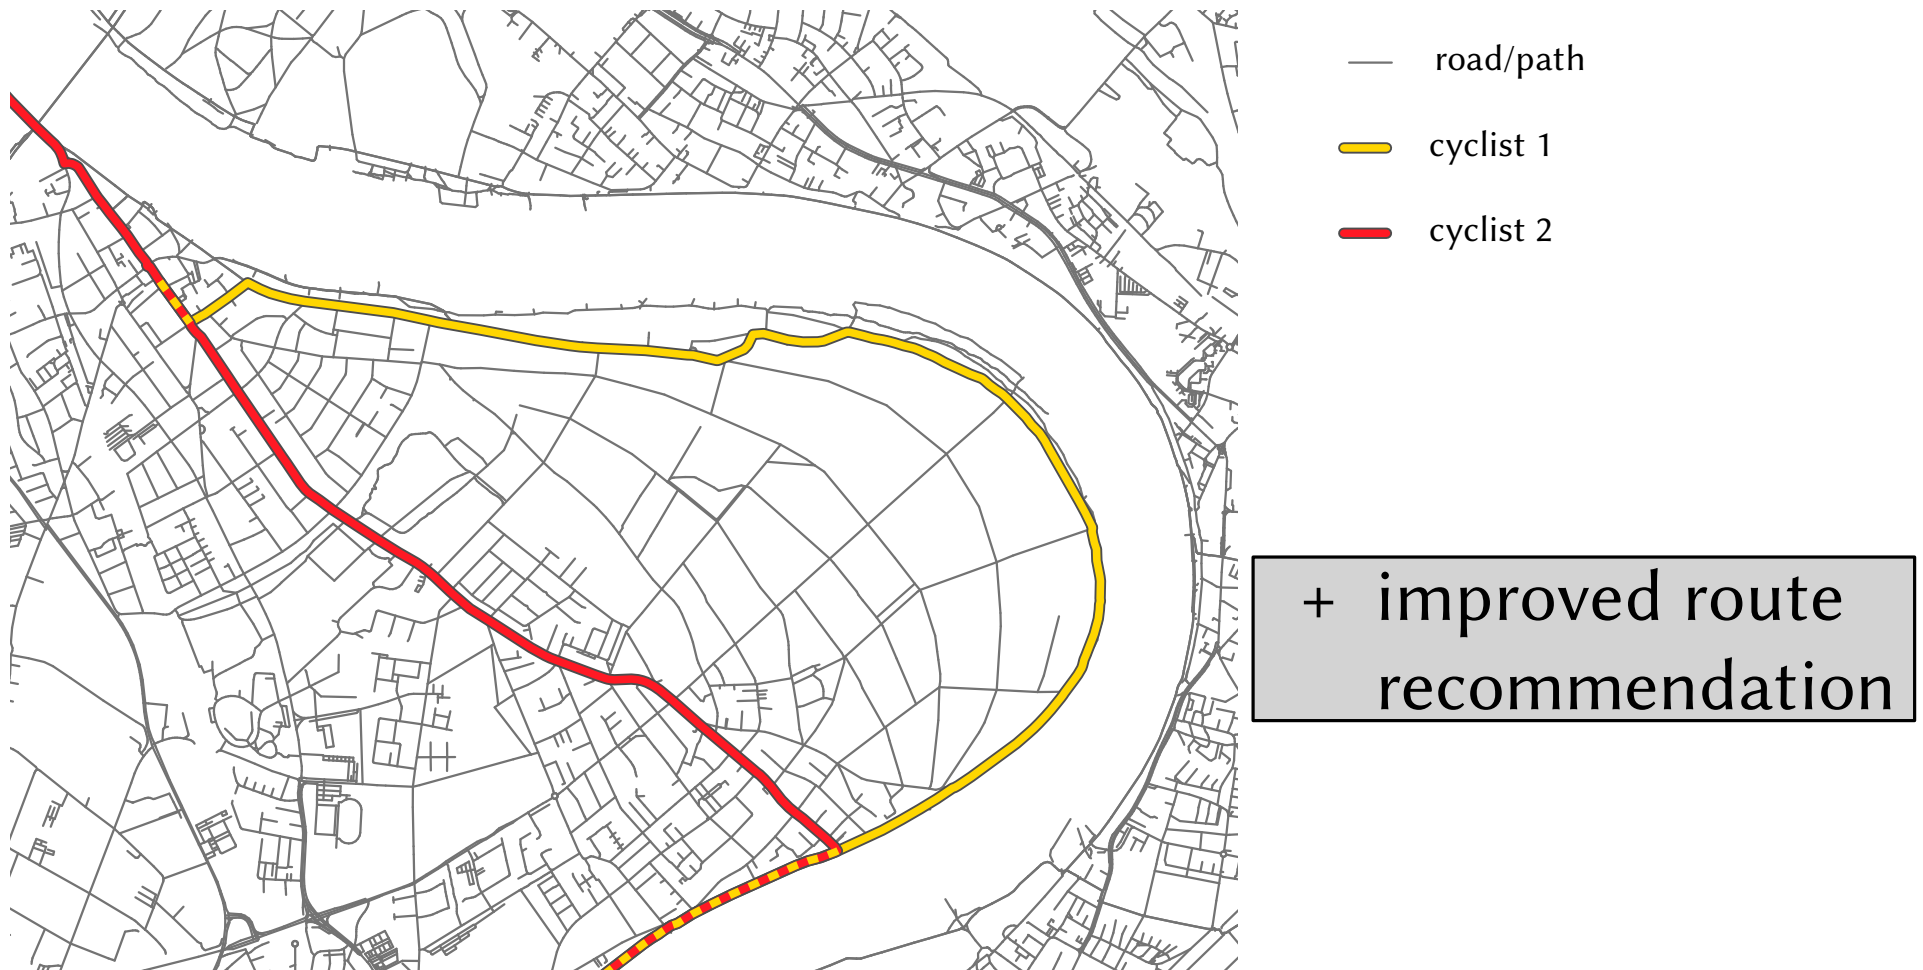 road/path
cyclist 1
cyclist 2
+ improved route
recommendation